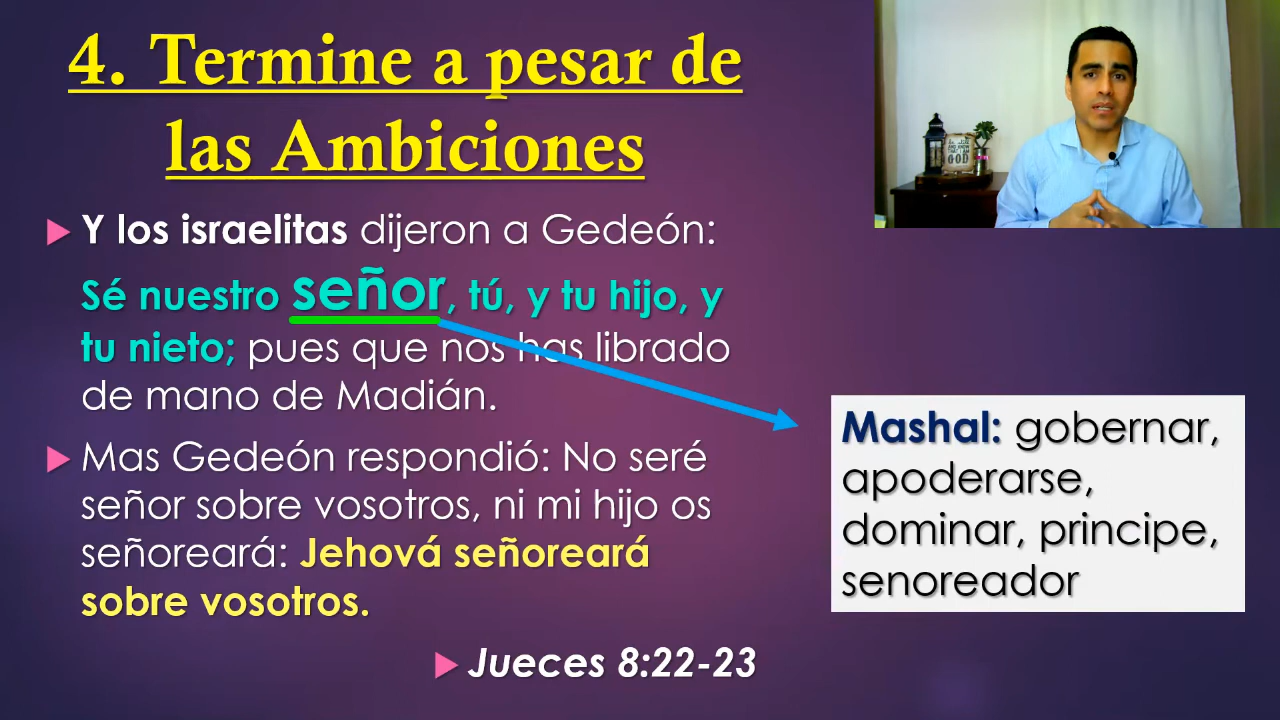 4. Termine a pesar de
las Ambiciones
Y los israelitas dijeron a Gedeón:
Sé nuestro señor, tú, y tu hijo, y
tu nieto; pues que nos has librado
de mano de Madián.
Mas Gedeón respondió: No seré
señor sobre vosotros, ni mi hijo os
señoreará: Jehová señoreará
sobre vosotros.
Jueces 8:22-23
Mashal: gobernar,
apoderarse,
dominar, principe,
senoreador
GOD